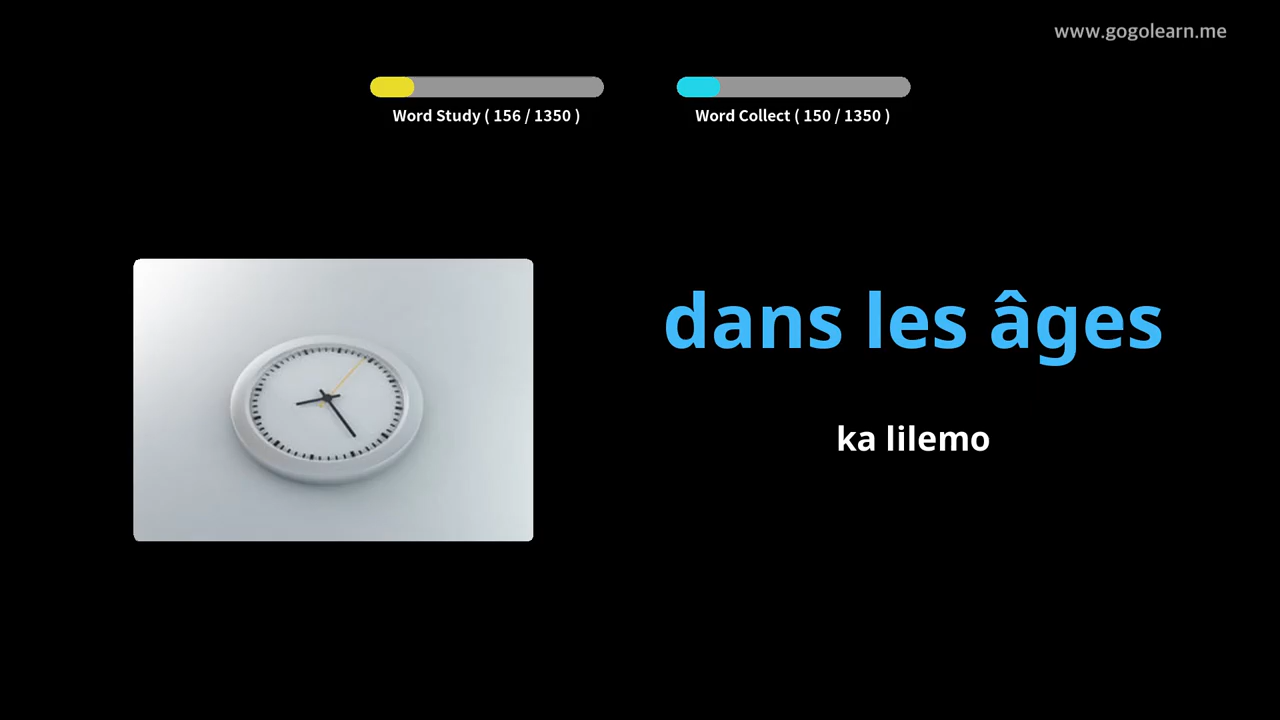 www.gogolearn.me
Word Study ( 156 / 1350 )
Word Collect ( 150 / 1350 )
dans les âges
ka lilemo